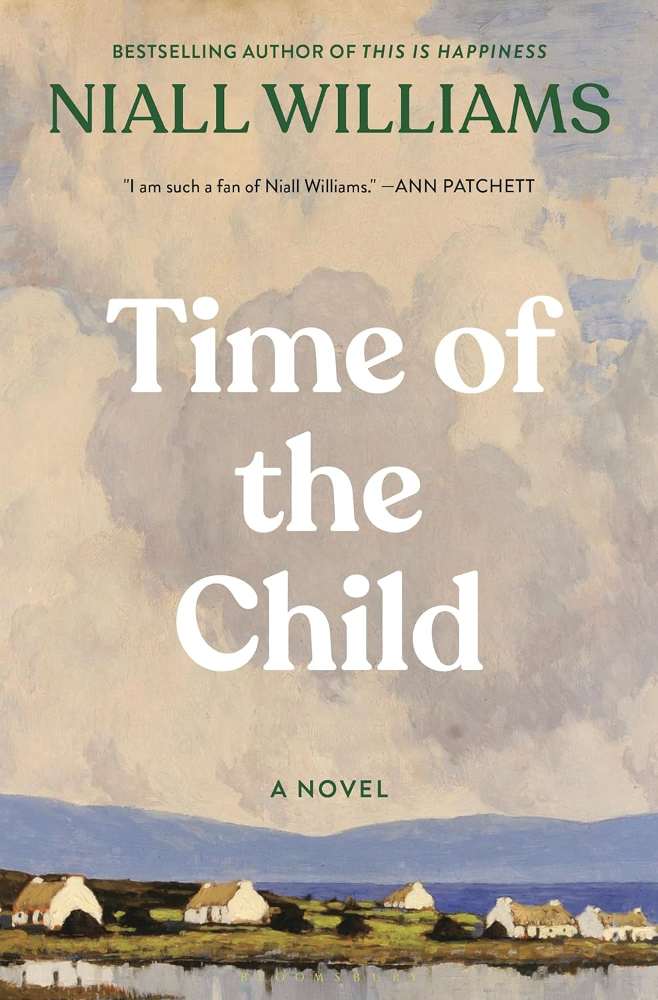 BESTSELLING AUTHOR OF THIS IS HAPPINESS
NIALL WILLIAMS
"I am such a fan of Niall Williams." —ANN PATCHETT
Time of
the
Child
A NOVEL
BLOOMSBURY